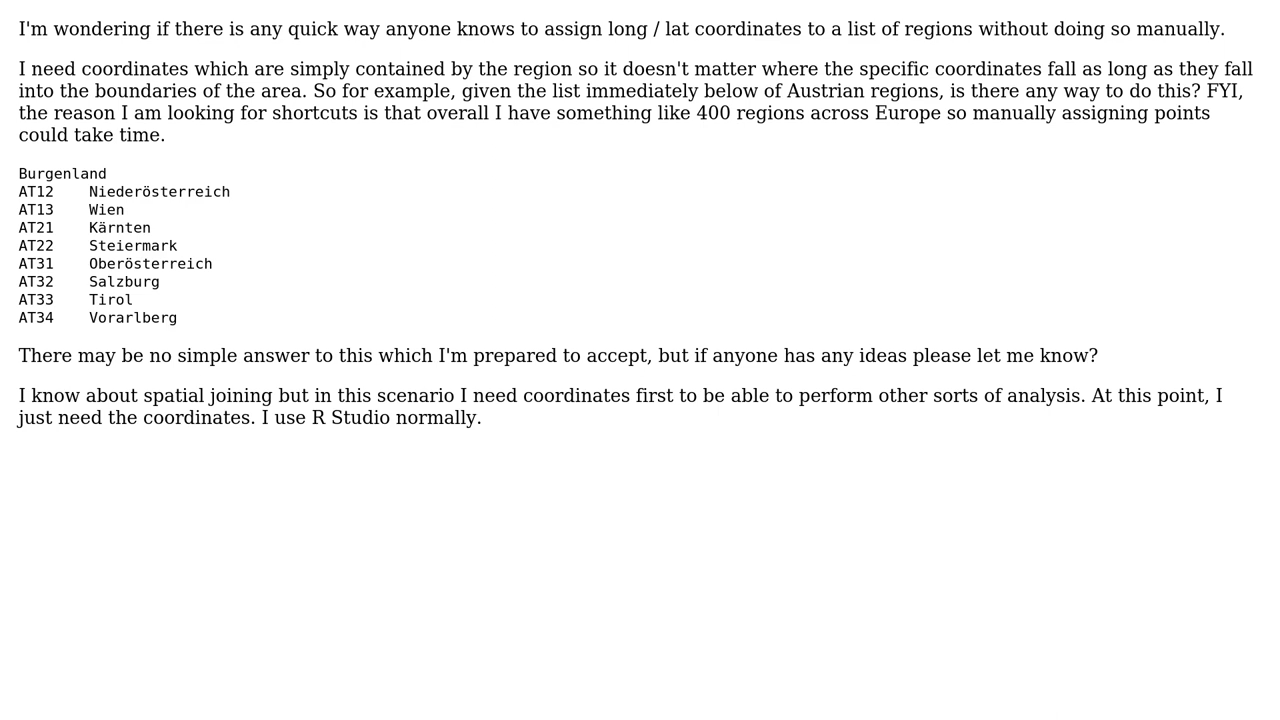 I'm wondering if there is any quick way anyone knows to assign long / lat coordinates to a list of regions without doing so manually.
I need coordinates which are simply contained by the region so it doesn't matter where the specific coordinates fall as long as they fall
into the boundaries of the area. So for example, given the list immediately below of Austrian regions, is there any way to do this? FYI,
the reason I am looking for shortcuts is that overall I have something like 400 regions across Europe so manually assigning points
could take time.
Burgenland
AT12    Niederösterreich
AT13    Wien
AT21    Kärnten
AT22    Steiermark
AT31    Oberösterreich
AT32    Salzburg
AT33    Tirol
AT34    Vorarlberg
There may be no simple answer to this which I'm prepared to accept, but if anyone has any ideas please let me know?
I know about spatial joining but in this scenario I need coordinates first to be able to perform other sorts of analysis. At this point, I
just need the coordinates. I use R Studio normally.